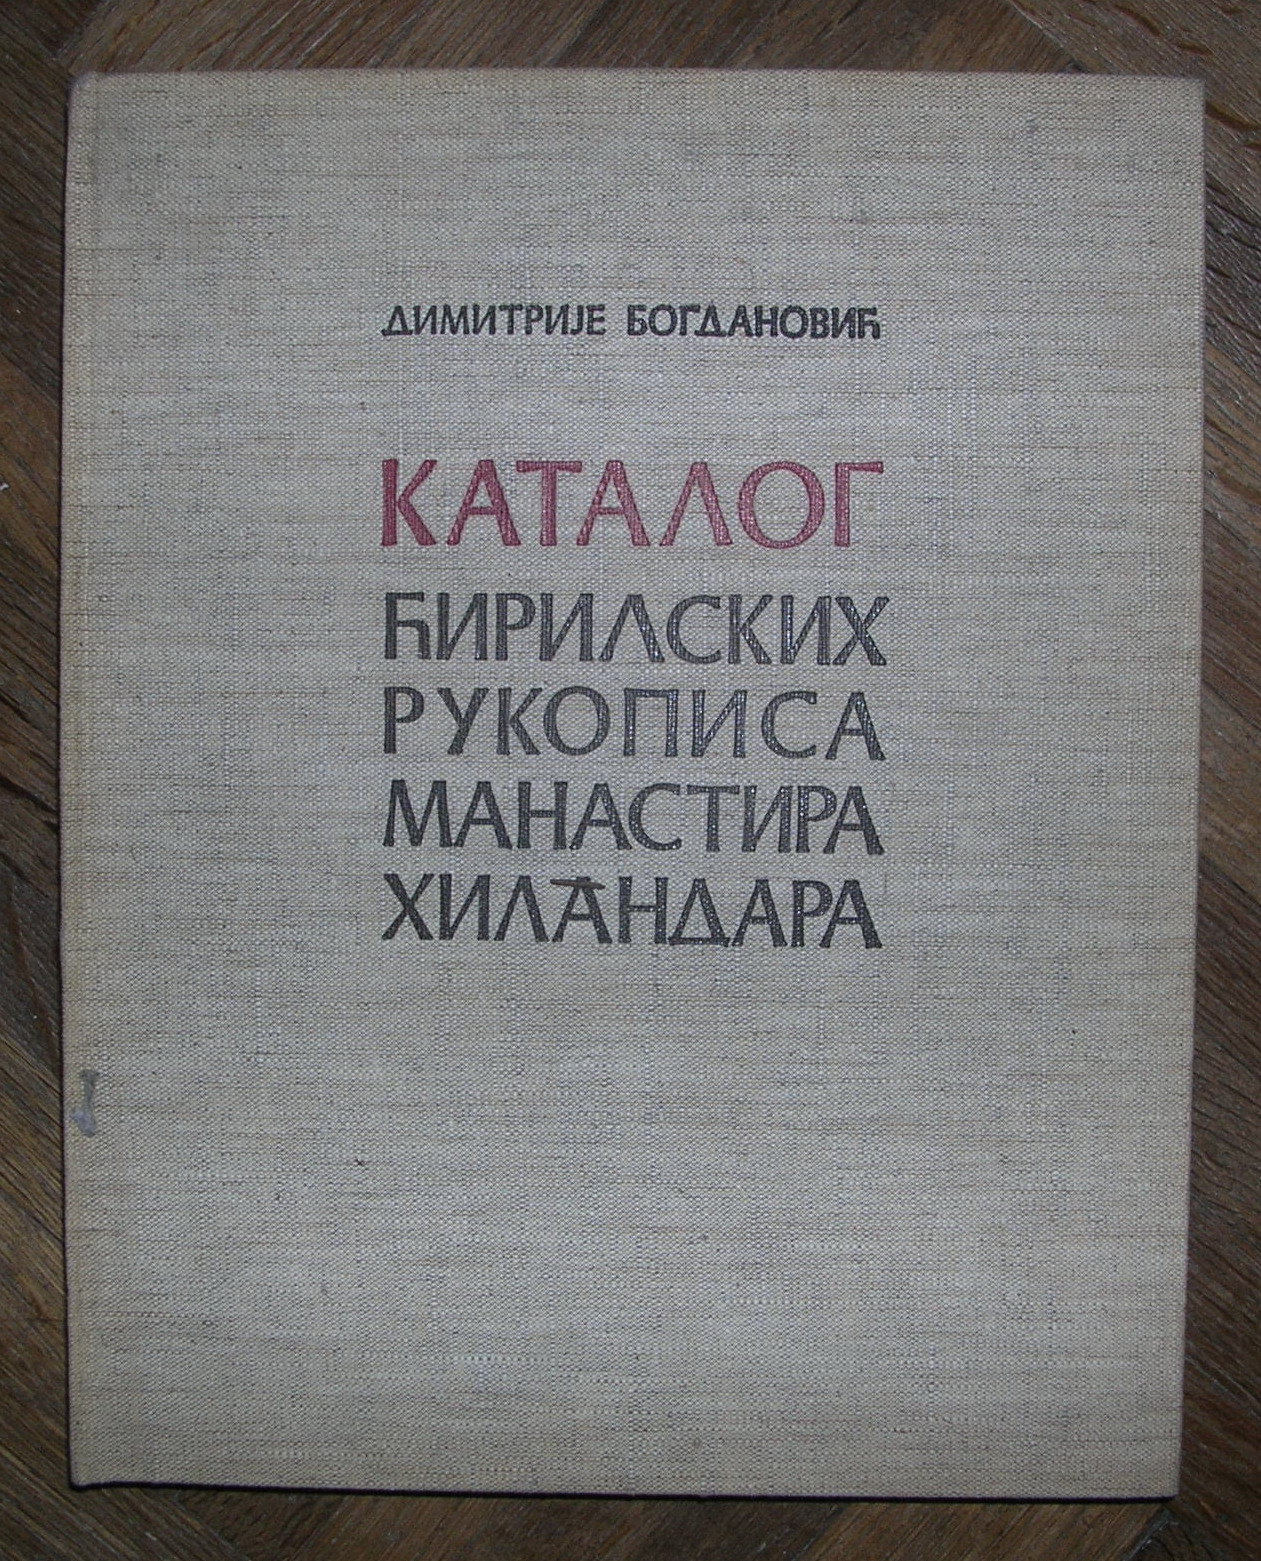 ДИМИТРИЈЕ БОГДАНОВИЋ
КАТАЛОГ
ЋИРИЛСКИХ
РУКОПИСА
МАНАСТИРА
ХИЛАНДАРА